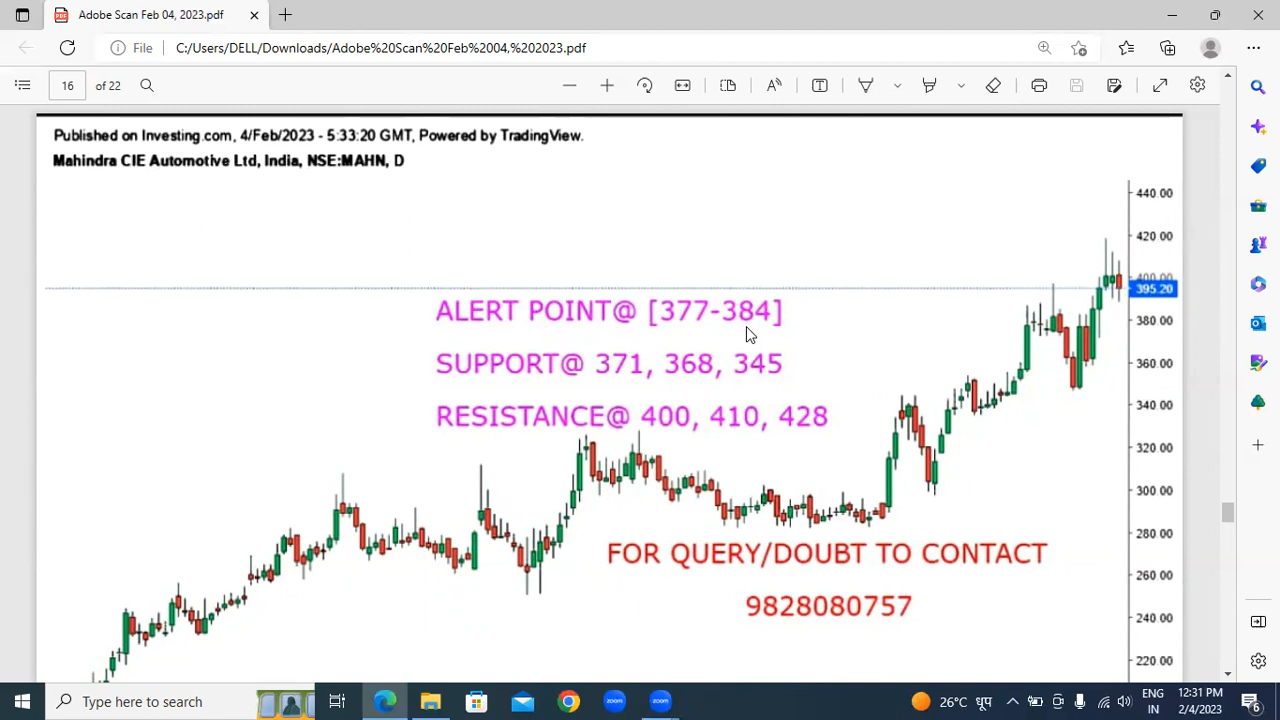 Adobe Scan Feb 04, 2023.pdf
File C:/Users/DELL/Downloads/Adobe%20Scan%20Feb%2004,%202023.pdf
16 of 22
Published on Investing.com, 4/Feb/2023 - 5:33:20 GMT, Powered by TradingView.
Mahindra CIE Automotive Ltd, India, NSE:MAHN, D
440.00
420.00
400.00
395.20
ALERT POINT@ [377-384]
380.00
SUPPORT@ 371, 368, 345
360.00
340.00
RESISTANCE@ 400, 410, 428
320.00
300.00
280.00
FOR QUERY/DOUBT TO CONTACT
260.00
9828080757
240.00
220.00
Type here to search
zoom
zoom
26°C धूप
ENG
IN
12:31 PM
2/4/2023
6